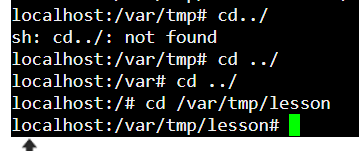 localhost:/var/tmp# cd../
sh: cd../: not found
localhost:/var/tmp# cd ../
localhost:/var# cd ../
localhost:/# cd /var/tmp/lesson
localhost:/var/tmp/lesson#